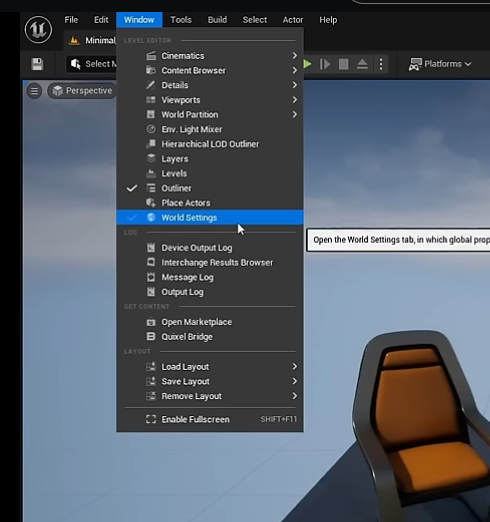 File Edit Window Tools Build Select Actor Help
Minimal
LEVEL EDITOR
Select M
Platforms
Perspective
Cinematics
Content Browser
Details
Viewports
World Partition
Env. Light Mixer
Hierarchical LOD Outliner
Layers
Levels
Outliner
Place Actors
World Settings
Open the World Settings tab, in which global prop
LOG
Device Output Log
Interchange Results Browser
Message Log
Output Log
GET CONTENT
Open Marketplace
Quixel Bridge
LAYOUT
Load Layout
Save Layout
Remove Layout
Enable Fullscreen SHIFT+F11